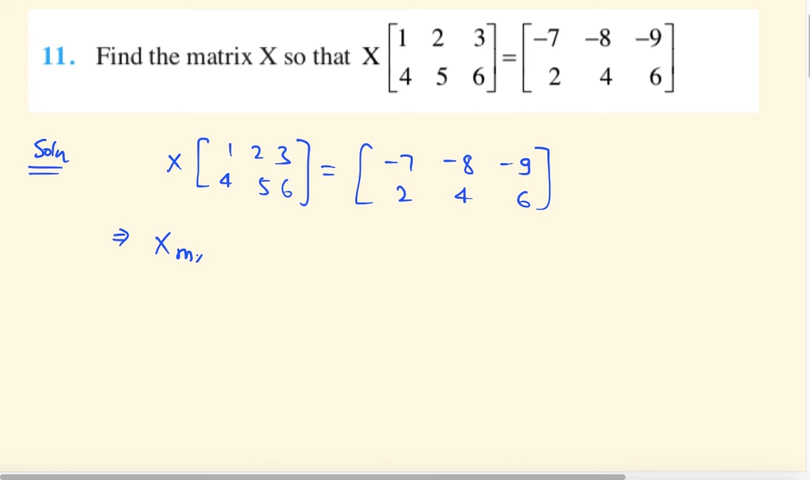 11. Find the matrix X so that X [1 2 3 = [-7 -8 -9
4 5 6] 2 4 6]
Soln
X [1 2 3 = [-7 -8 -9
4 5 6] 2 4 6]
⇒ X m×